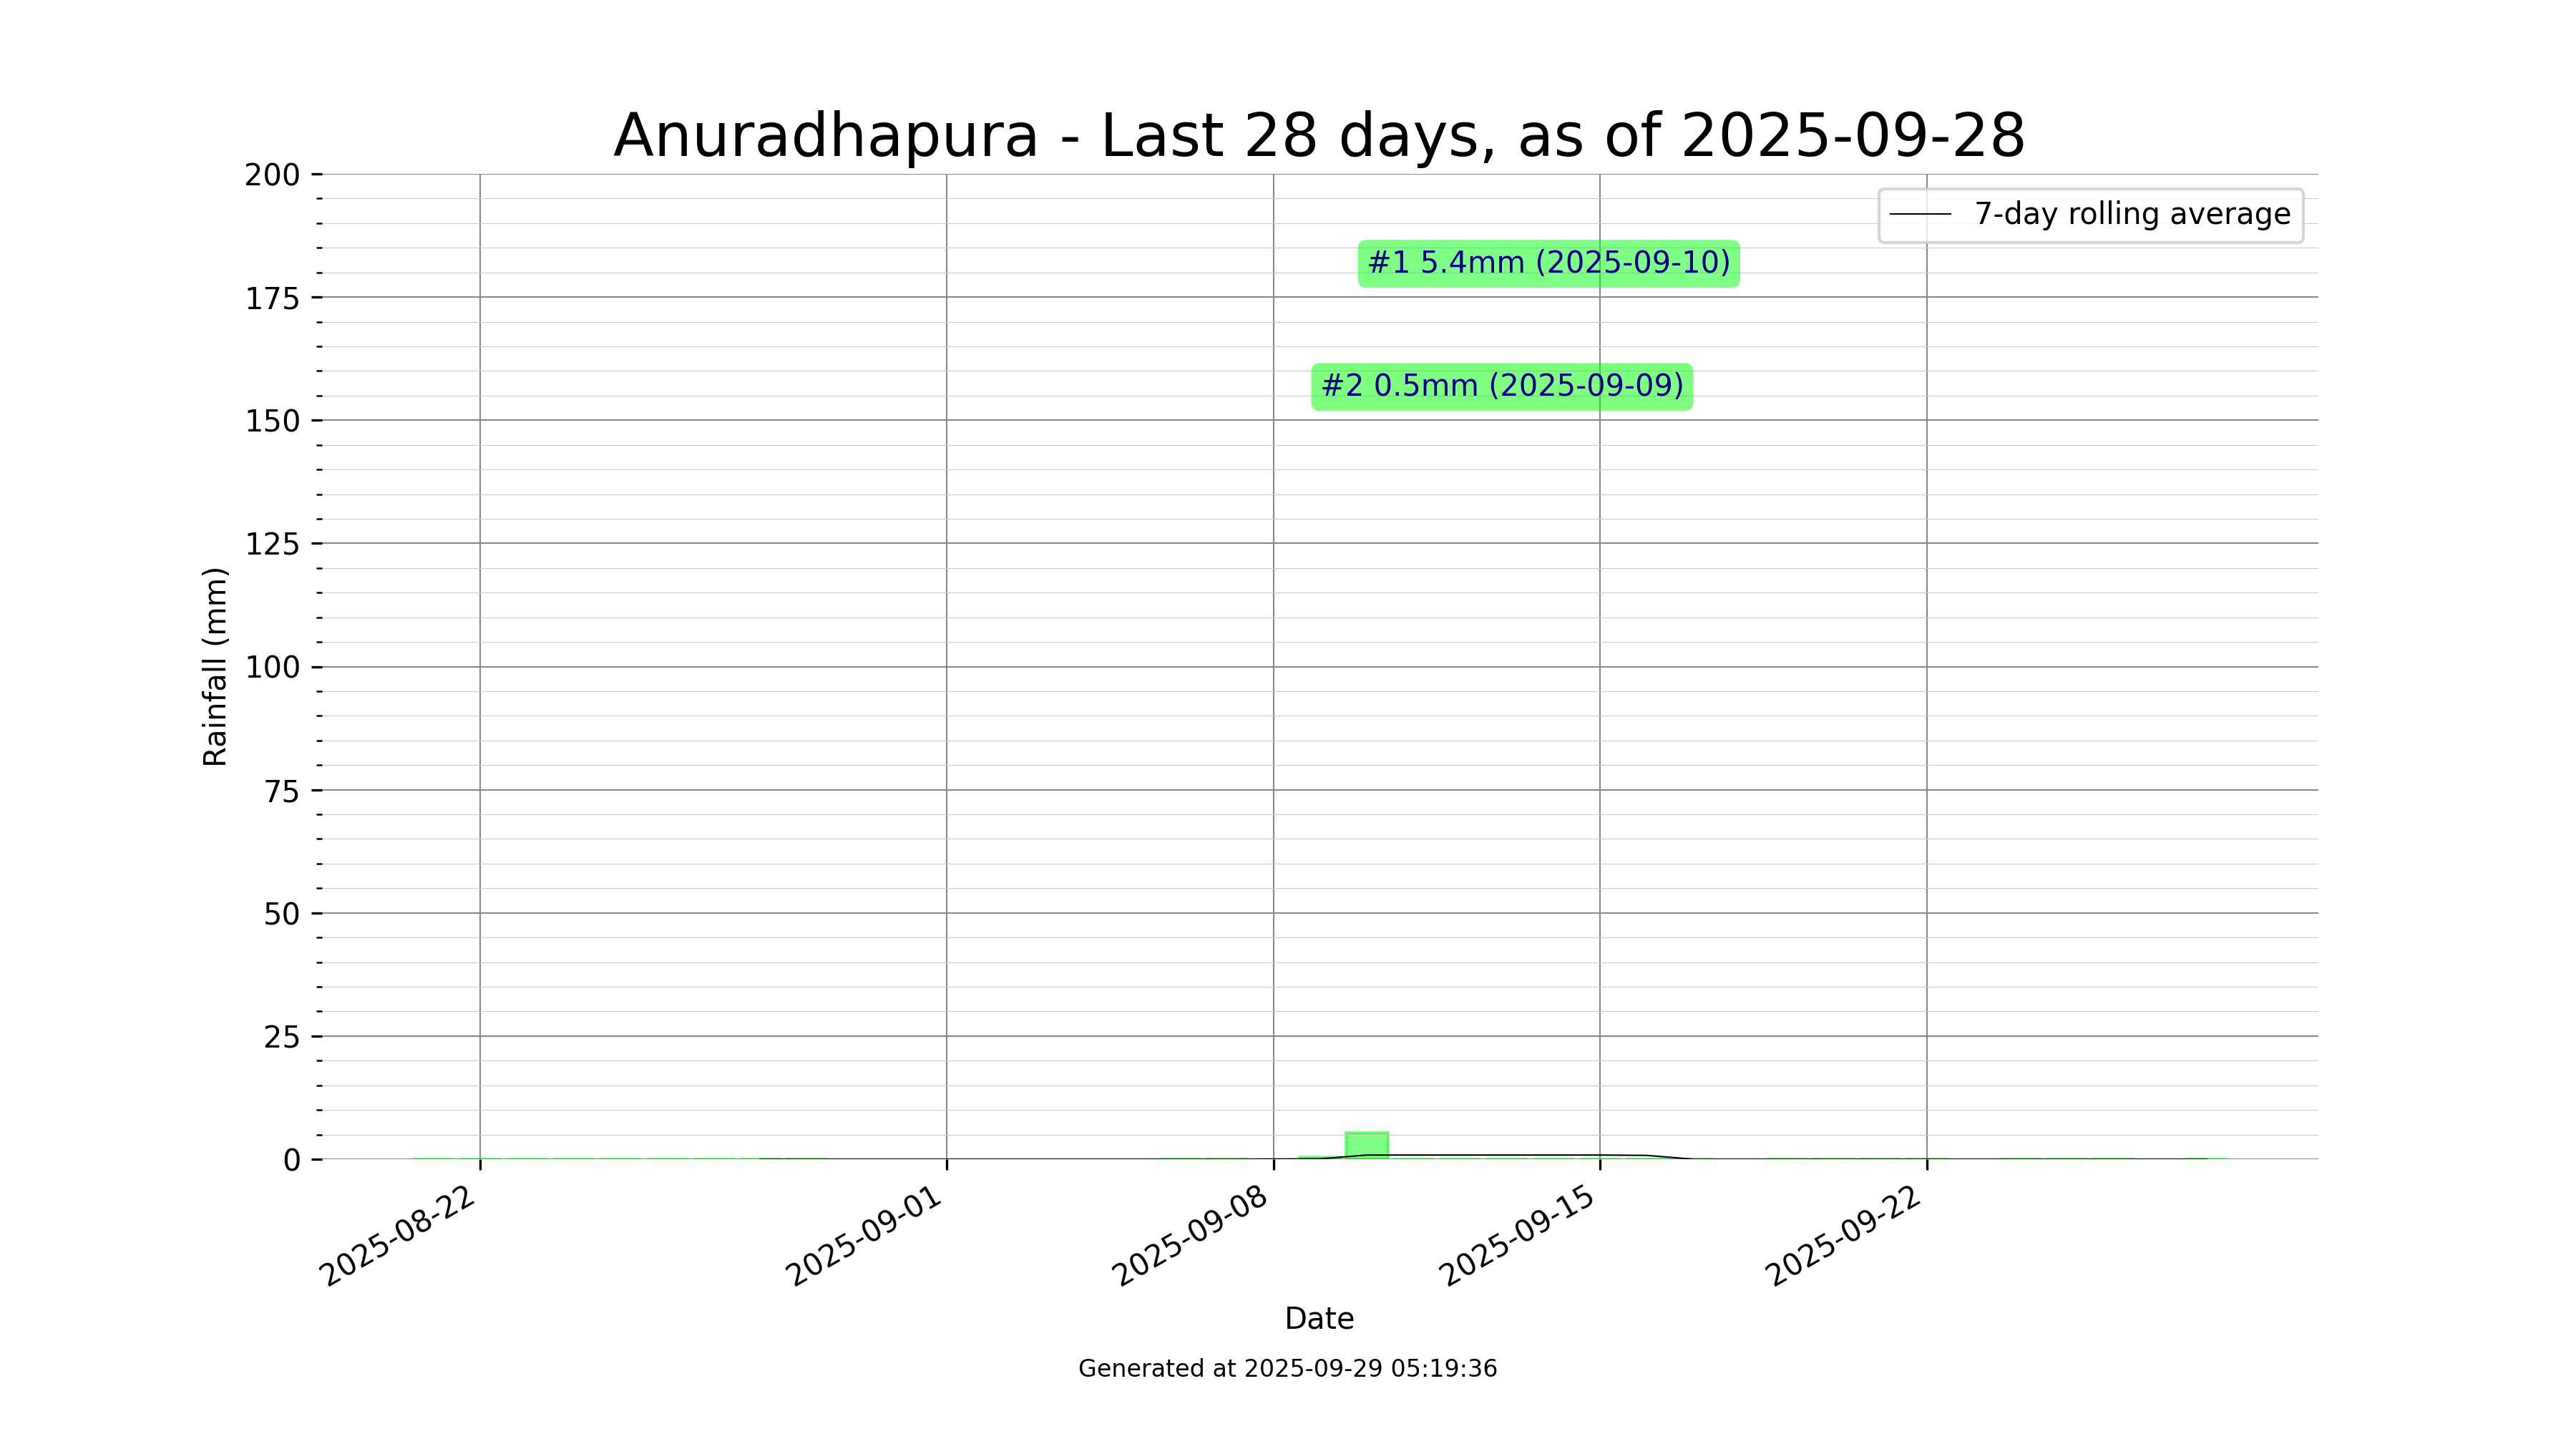 Anuradhapura - Last 28 days, as of 2025-09-28
7-day rolling average
#1 5.4mm (2025-09-10)
#2 0.5mm (2025-09-09)
Rainfall (mm)
200
175
150
125
100
75
50
25
0
2025-08-22
2025-09-01
2025-09-08
2025-09-15
2025-09-22
Date
Generated at 2025-09-29 05:19:36